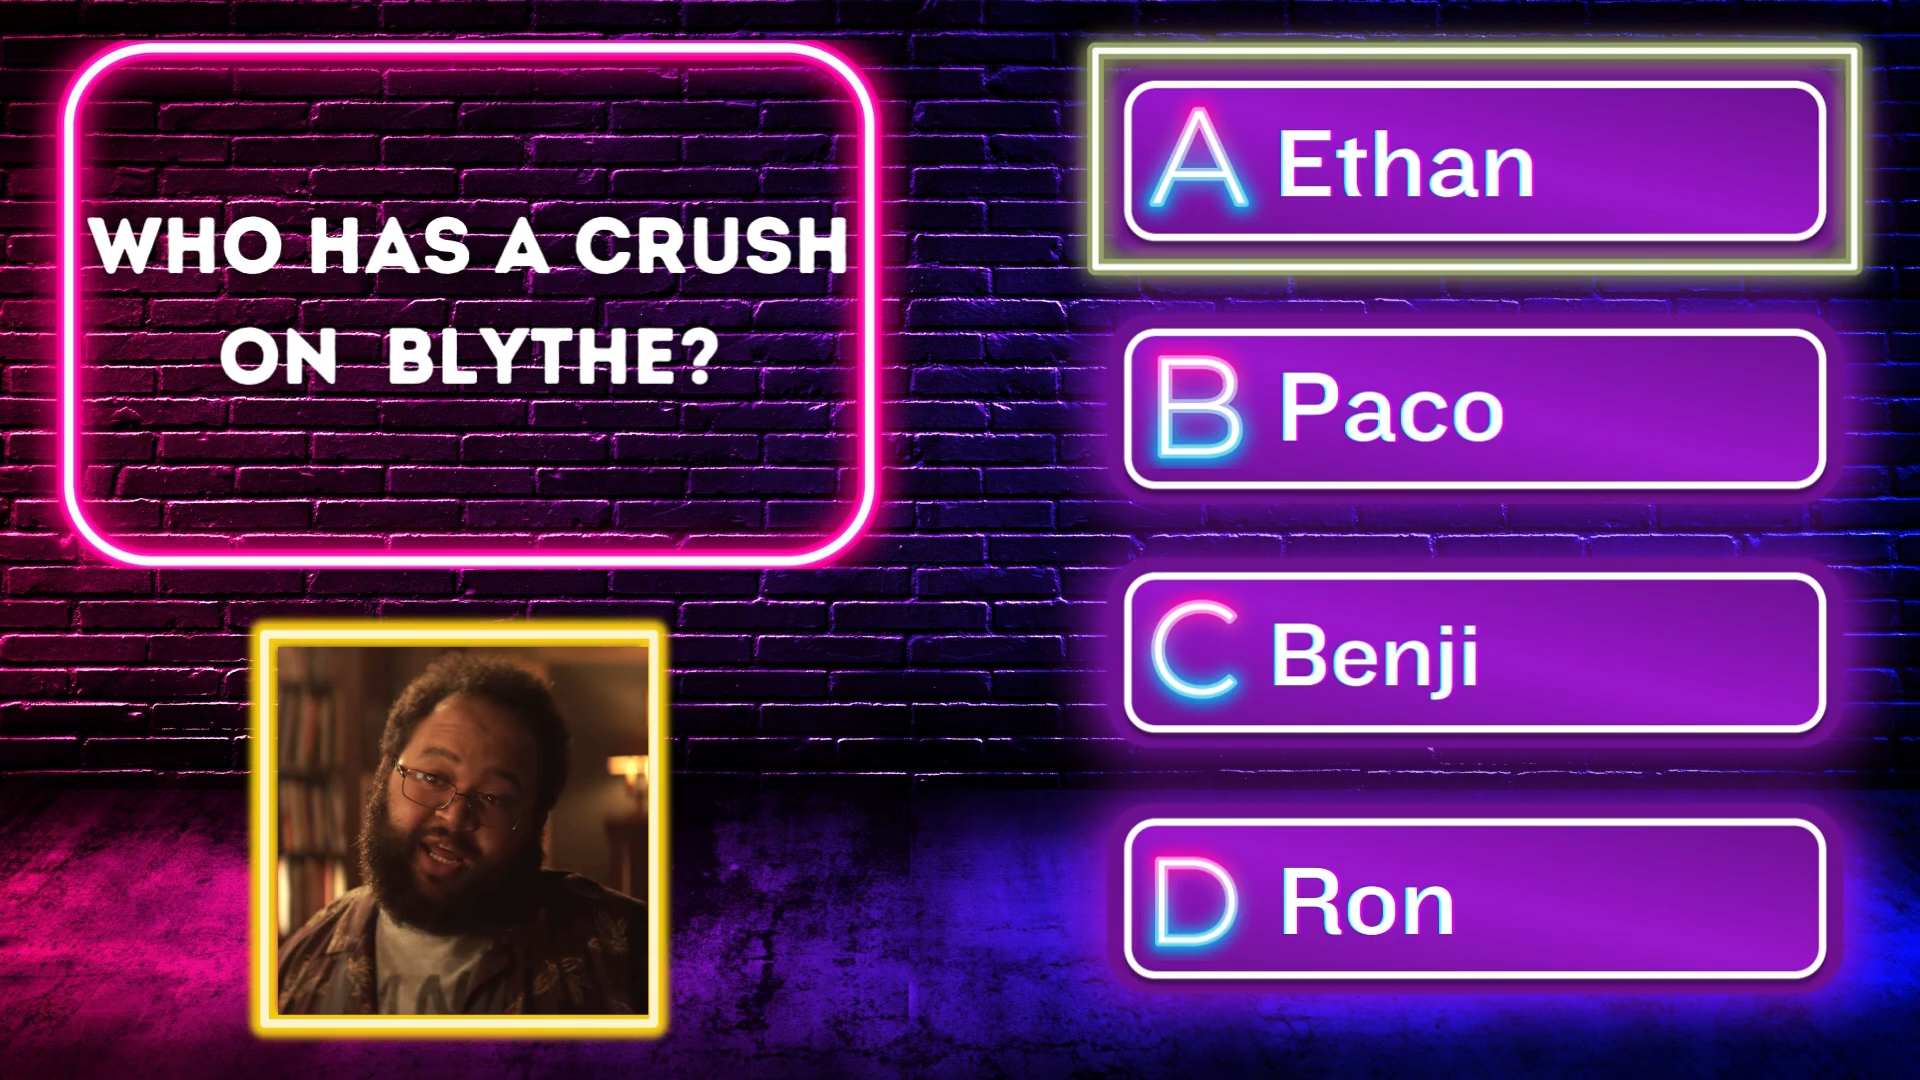 WHO HAS A CRUSH
ON BLYTHE?
A Ethan
B Paco
C Benji
D Ron